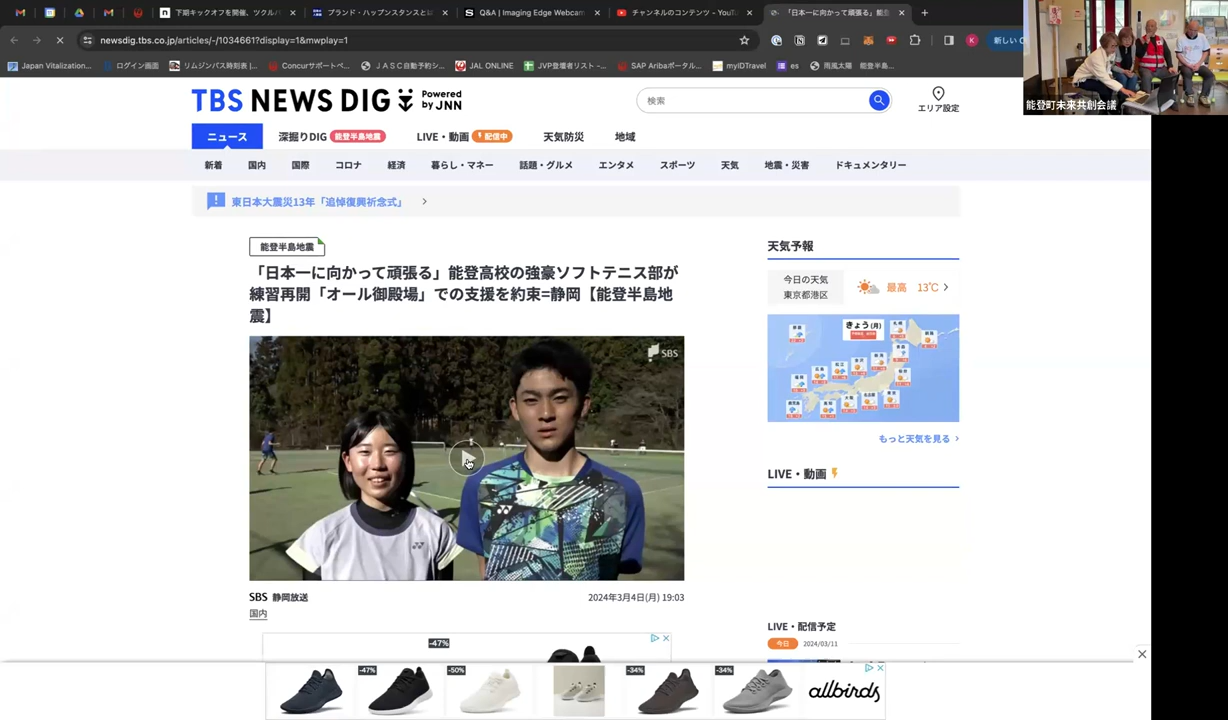 下期キックオフを開催、ツクルバ
ブランド・ハップンスタンスとは
Q&A | Imaging Edge Webcam
チャンネルのコンテンツ - YouTu
「日本一に向かって頑張る」能登
newsdig.tbs.co.jp/articles/-/1034661?display=1&mwplay=1
新しい C
Japan Vitalization...
ログイン画面
リムジンバス時刻表 |...
Concurサポートペ...
ＪＡＳＣ自動予約シ...
JAL ONLINE
JVP登壇者リスト -...
SAP Aribaポータル...
myIDTravel
es
雨風太陽 能登半島...
能登町未来共創会議
TBS NEWS DIG Powered by JNN
検索
エリア設定
ニュース
深掘りDIG 能登半島地震
LIVE・動画 配信中
天気防災
地域
新着 国内 国際 コロナ 経済 暮らし・マネー 話題・グルメ エンタメ スポーツ 天気 地震・災害 ドキュメンタリー
東日本大震災13年「追悼復興祈念式」
能登半島地震
「日本一に向かって頑張る」能登高校の強豪ソフトテニス部が
練習再開「オール御殿場」での支援を約束=静岡【能登半島地
震】
SBS
SBS 静岡放送
2024年3月4日(月) 19:03
国内
天気予報
今日の天気
東京都港区
最高 13℃
きょう(月)
もっと天気を見る
LIVE・動画
LIVE・配信予定
今日 2024/03/11
-47%
-47%
-50%
-34%
-34%
allbirds